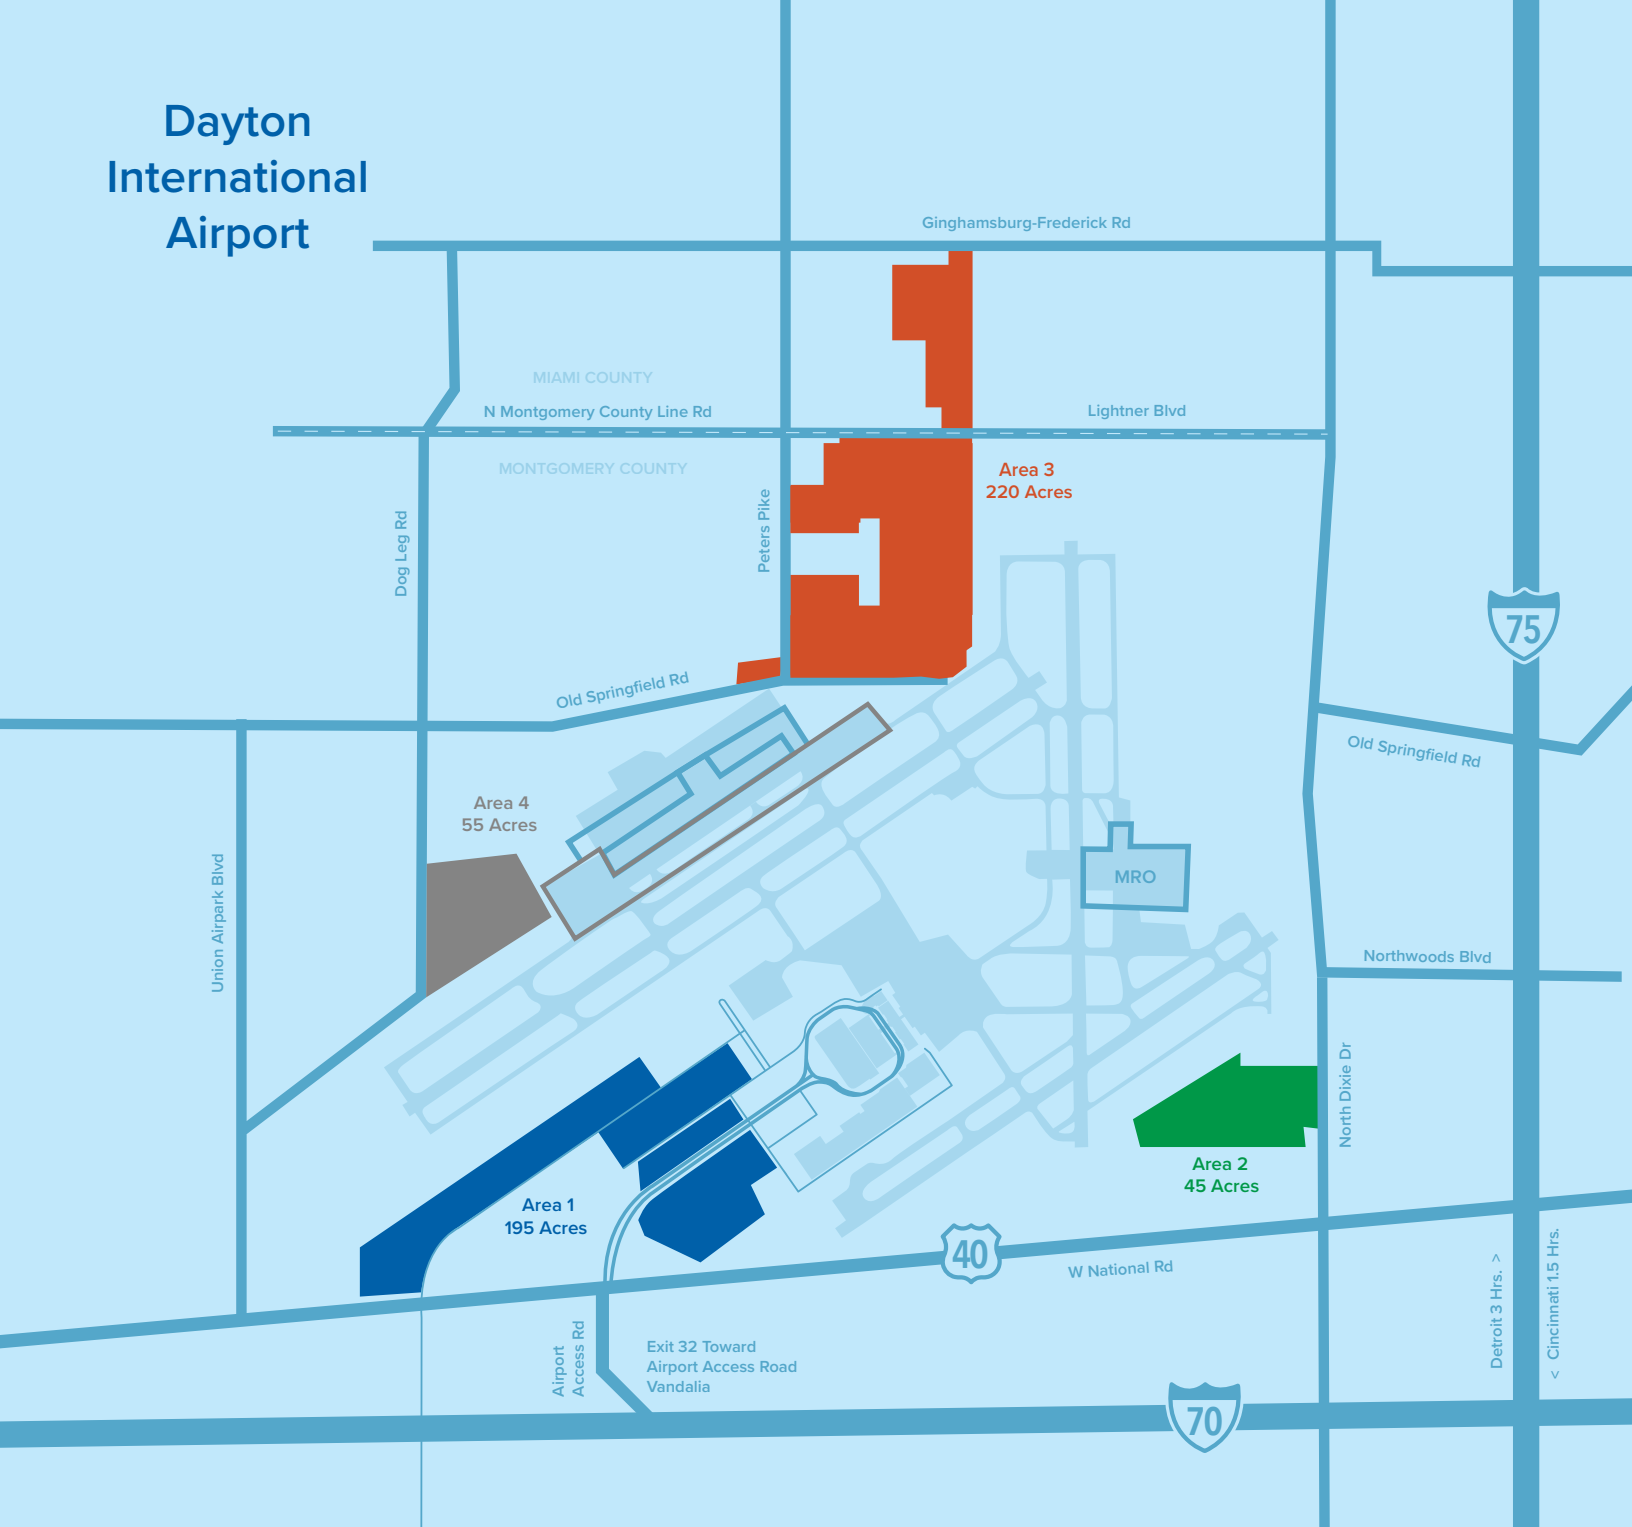 Dayton
International
Airport
Ginghamsburg-Frederick Rd
MIAMI COUNTY
N Montgomery County Line Rd
Lightner Blvd
MONTGOMERY COUNTY
Area 3
220 Acres
Peters Pike
Dog Leg Rd
75
Old Springfield Rd
Old Springfield Rd
Area 4
55 Acres
MRO
Union Airpark Blvd
Northwoods Blvd
North Dixie Dr
Area 2
45 Acres
Area 1
195 Acres
40
W National Rd
Detroit 3 Hrs. >
< Cincinnati 1.5 Hrs.
Airport
Access Rd
Exit 32 Toward
Airport Access Road
Vandalia
70